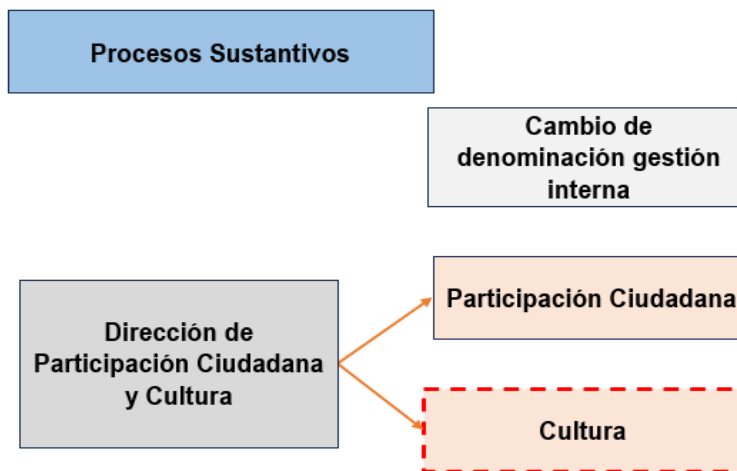 Procesos Sustantivos
Cambio de
denominación gestión
interna
Participación Ciudadana
Dirección de
Participación Ciudadana
y Cultura
Cultura